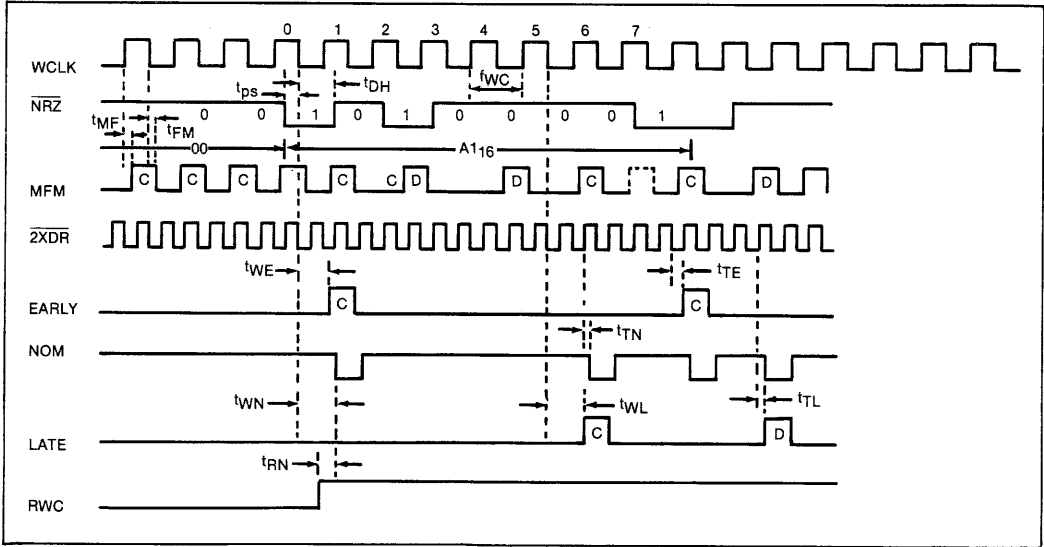 0 1 2 3 4 5 6 7
WCLK
tDH
fWC
tps
NRZ
0 0 1 0 1 0 0 0 0 1
tMF
tFM
00
A116
MFM
C C C C C D D C C D
2XDR
tWE
tTE
EARLY
C C
tTN
NOM
tWN
tWL
tTL
LATE
C D
tRN
RWC